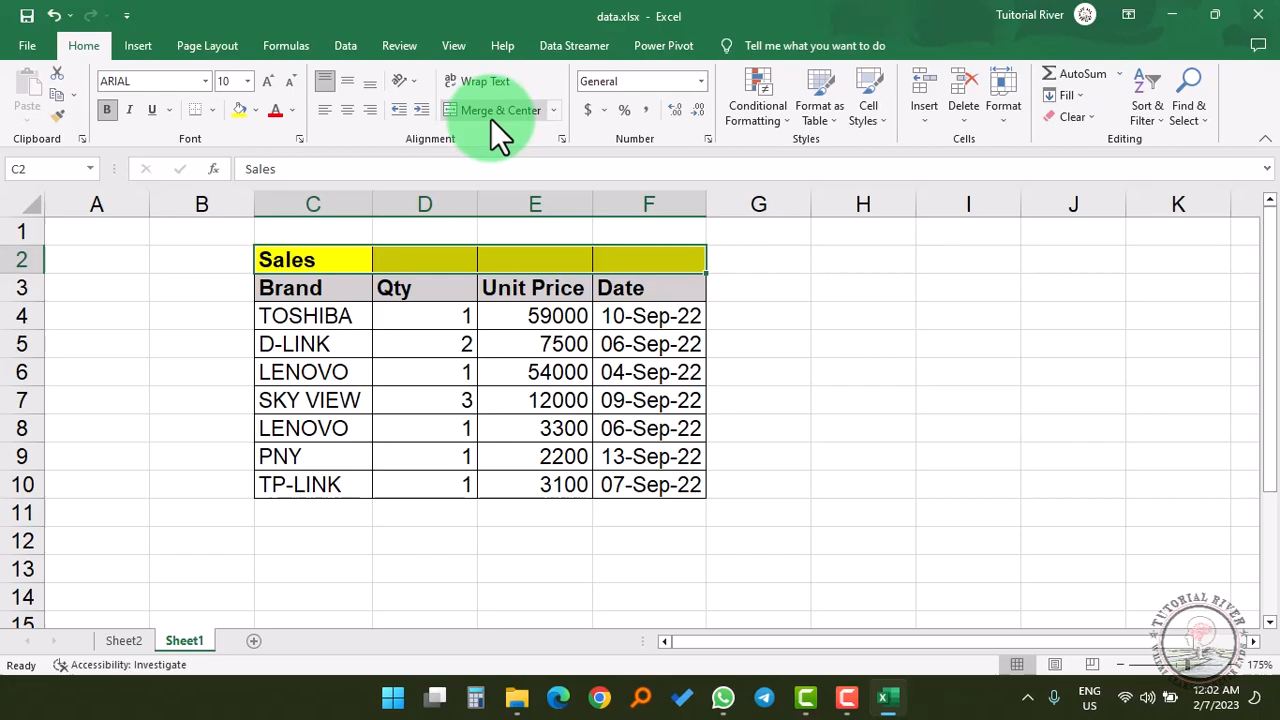 data.xlsx - Excel
Tuitorial River
File Home Insert Page Layout Formulas Data Review View Help Data Streamer Power Pivot Tell me what you want to do
Paste
ARIAL 10
B I U A
ab Wrap Text
Merge & Center
General
$ %
Conditional Formatting
Format as Table
Cell Styles
Insert Delete Format
AutoSum
Fill
Clear
Sort & Filter
Find & Select
Clipboard Font Alignment Number Styles Cells Editing
C2 fx Sales
A B C D E F G H I J K
1
2 Sales
3 Brand Qty Unit Price Date
4 TOSHIBA 1 59000 10-Sep-22
5 D-LINK 2 7500 06-Sep-22
6 LENOVO 1 54000 04-Sep-22
7 SKY VIEW 3 12000 09-Sep-22
8 LENOVO 1 3300 06-Sep-22
9 PNY 1 2200 13-Sep-22
10 TP-LINK 1 3100 07-Sep-22
11
12
13
14
15
TUTORIAL RIVER
Sheet2 Sheet1
Ready Accessibility: Investigate 175%
ENG US
12:02 AM
2/7/2023